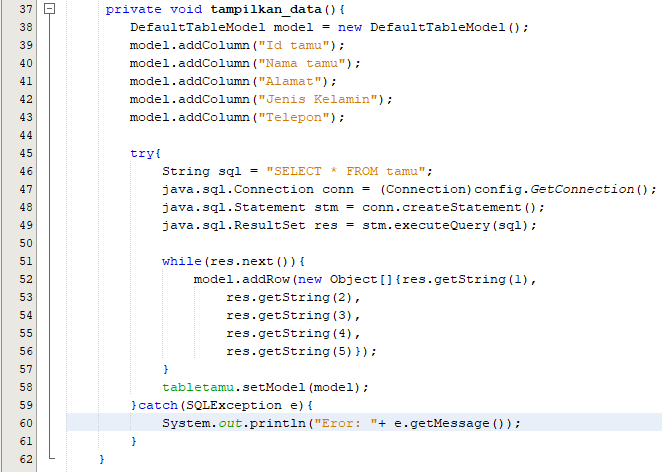 37 private void tampilkan_data(){
38 DefaultTableModel model = new DefaultTableModel();
39 model.addColumn("Id tamu");
40 model.addColumn("Nama tamu");
41 model.addColumn("Alamat");
42 model.addColumn("Jenis Kelamin");
43 model.addColumn("Telepon");
44
45 try{
46 String sql = "SELECT * FROM tamu";
47 java.sql.Connection conn = (Connection)config.GetConnection();
48 java.sql.Statement stm = conn.createStatement();
49 java.sql.ResultSet res = stm.executeQuery(sql);
50
51 while(res.next()){
52 model.addRow(new Object[]{res.getString(1),
53 res.getString(2),
54 res.getString(3),
55 res.getString(4),
56 res.getString(5)});
57 }
58 tabletamu.setModel(model);
59 }catch(SQLException e){
60 System.out.println("Eror: "+ e.getMessage());
61 }
62 }